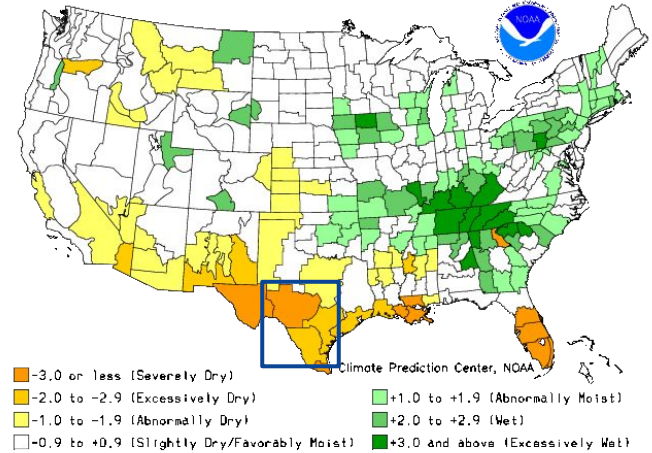 NOAA
Climate Prediction Center, NOAA
-3.0 or less (Severely Dry)
-2.0 to -2.9 (Excessively Dry)
-1.0 to -1.9 (Abnormally Dry)
-0.9 to +0.9 (Slightly Dry/Favorably Moist)
+1.0 to +1.9 (Abnormally Moist)
+2.0 to +2.9 (Wet)
+3.0 and above (Excessively Wet)